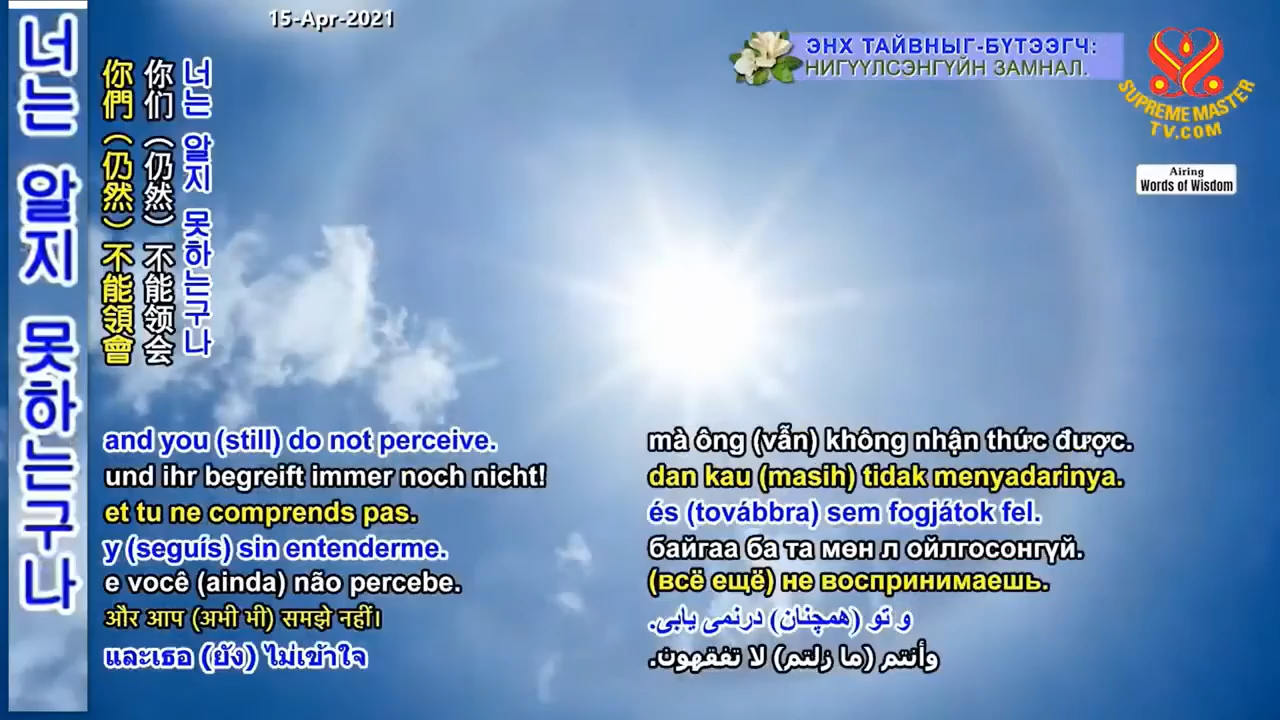 15-Apr-2021
ЭНХ ТАЙВНЫГ-БҮТЭЭГЧ:
НИГҮҮЛСЭНГҮЙН ЗАМНАЛ.
SUPREME MASTER
TV.COM
Airing
Words of Wisdom
너는 알지 못하는구나
你們（仍然）不能領會
你们（仍然）不能领会
너는 알지 못하는구나
and you (still) do not perceive.
und ihr begreift immer noch nicht!
et tu ne comprends pas.
y (seguís) sin entenderme.
e você (ainda) não percebe.
और आप (अभी भी) समझे नहीं।
และเธอ (ยัง) ไม่เข้าใจ
mà ông (vẫn) không nhận thức được.
dan kau (masih) tidak menyadarinya.
és (továbbra) sem fogjátok fel.
байгаа ба та мөн л ойлгосонгүй.
(всё ещё) не воспринимаешь.
و تو (همچنان) درنمی یابی.
وأنتم (ما زلتم) لا تفقهون.